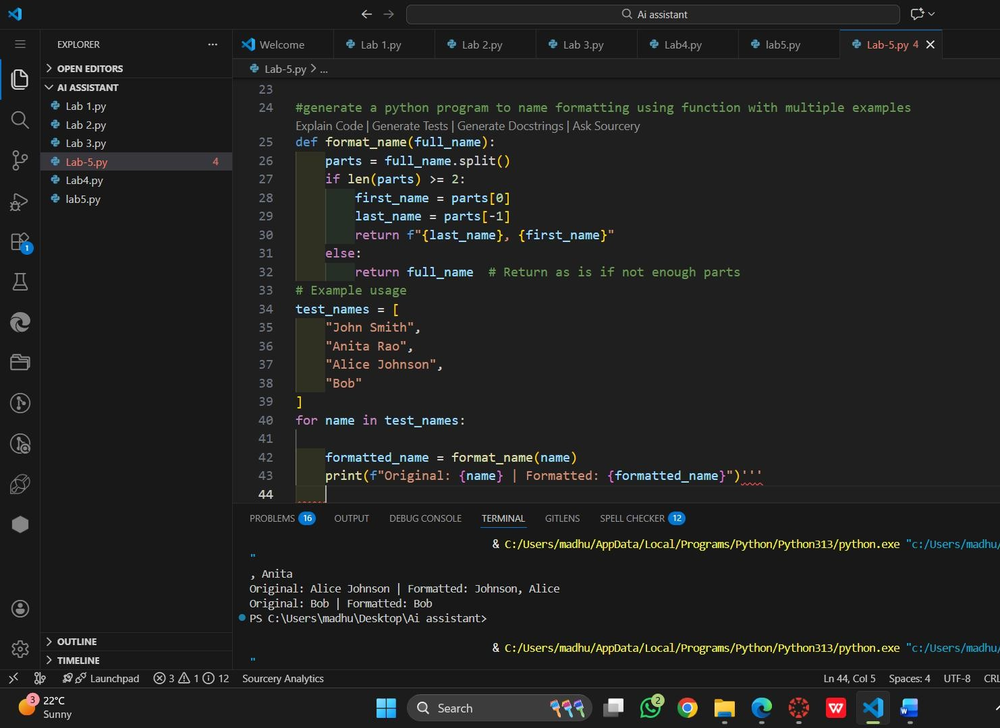 Ai assistant
EXPLORER
Welcome
Lab 1.py
Lab 2.py
Lab 3.py
Lab4.py
lab5.py
Lab-5.py 4
OPEN EDITORS
AI ASSISTANT
Lab 1.py
Lab 2.py
Lab 3.py
Lab-5.py 4
Lab4.py
lab5.py
1
OUTLINE
TIMELINE
Lab-5.py > ...
23
24 #generate a python program to name formatting using function with multiple examples
Explain Code | Generate Tests | Generate Docstrings | Ask Sourcery
25 def format_name(full_name):
26 parts = full_name.split()
27 if len(parts) >= 2:
28 first_name = parts[0]
29 last_name = parts[-1]
30 return f"{last_name}, {first_name}"
31 else:
32 return full_name # Return as is if not enough parts
33 # Example usage
34 test_names = [
35 "John Smith",
36 "Anita Rao",
37 "Alice Johnson",
38 "Bob"
39 ]
40 for name in test_names:
41
42 formatted_name = format_name(name)
43 print(f"Original: {name} | Formatted: {formatted_name}")'''
44
PROBLEMS 16 OUTPUT DEBUG CONSOLE TERMINAL GITLENS SPELL CHECKER 12
& C:/Users/madhu/AppData/Local/Programs/Python/Python313/python.exe "c:/Users/madhu/
"
, Anita
Original: Alice Johnson | Formatted: Johnson, Alice
Original: Bob | Formatted: Bob
PS C:\Users\madhu\Desktop\Ai assistant>
& C:/Users/madhu/AppData/Local/Programs/Python/Python313/python.exe "c:/Users/madhu/
"
Launchpad 3 1 12 Sourcery Analytics Ln 44, Col 5 Spaces: 4 UTF-8 CRL
3
22°C
Sunny
Search
2
W
W